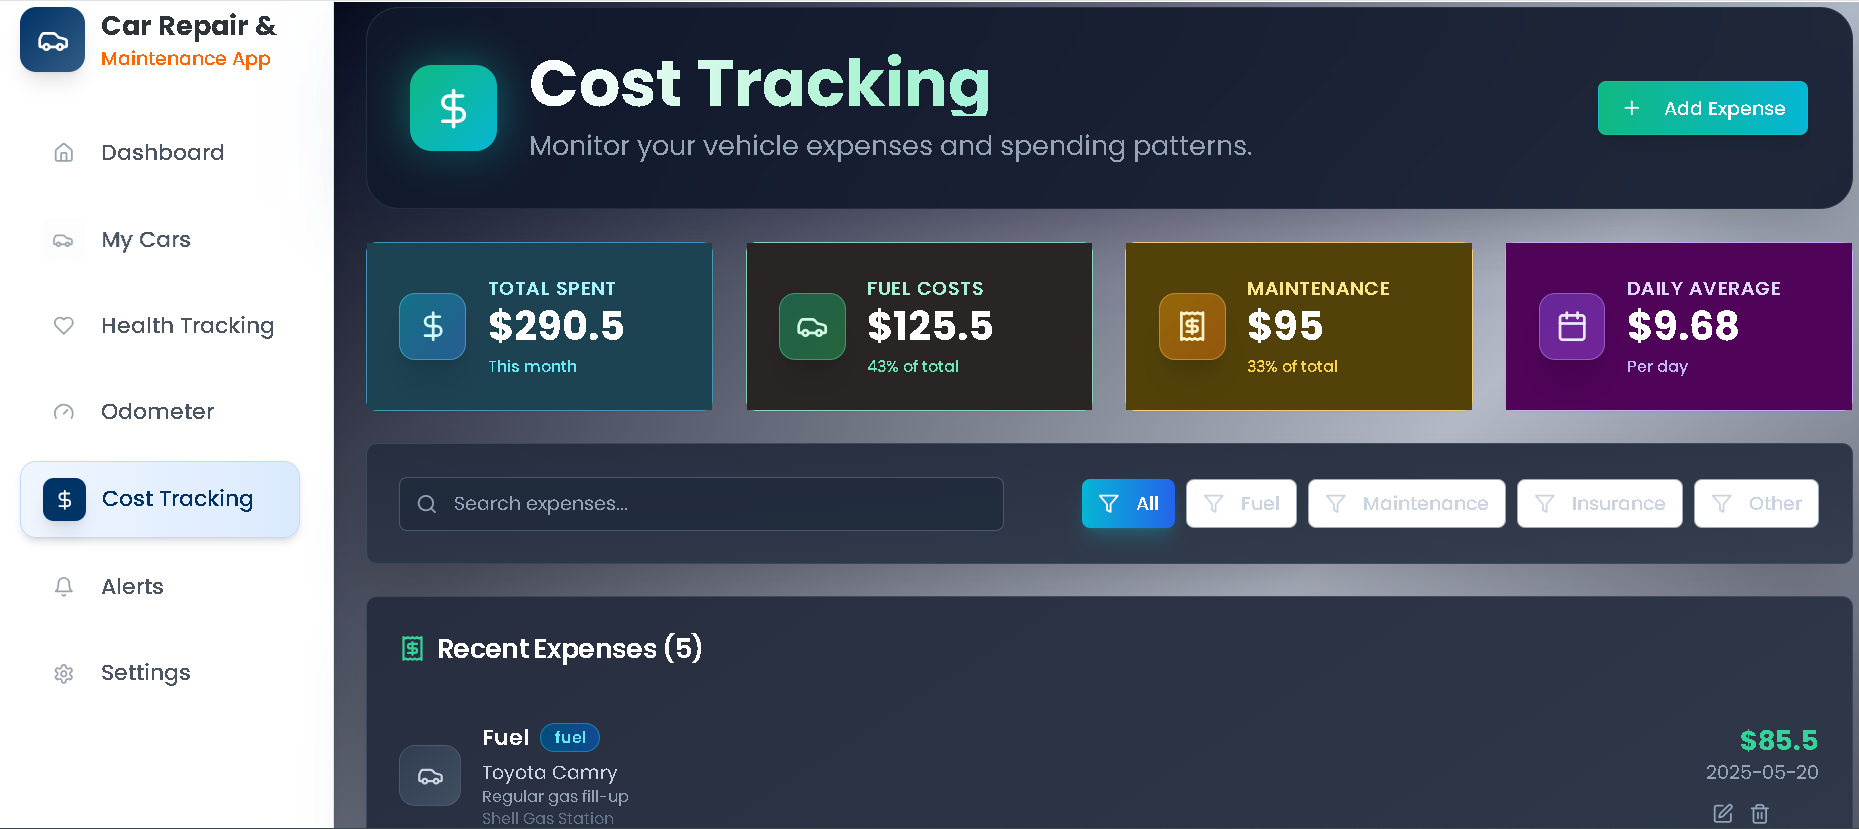 Car Repair &
Maintenance App
Dashboard
My Cars
Health Tracking
Odometer
Cost Tracking
Alerts
Settings
Cost Tracking
Monitor your vehicle expenses and spending patterns.
Add Expense
TOTAL SPENT
$290.5
This month
FUEL COSTS
$125.5
43% of total
MAINTENANCE
$95
33% of total
DAILY AVERAGE
$9.68
Per day
Search expenses...
All
Fuel
Maintenance
Insurance
Other
Recent Expenses (5)
Fuel fuel
Toyota Camry
Regular gas fill-up
Shell Gas Station
$85.5
2025-05-20